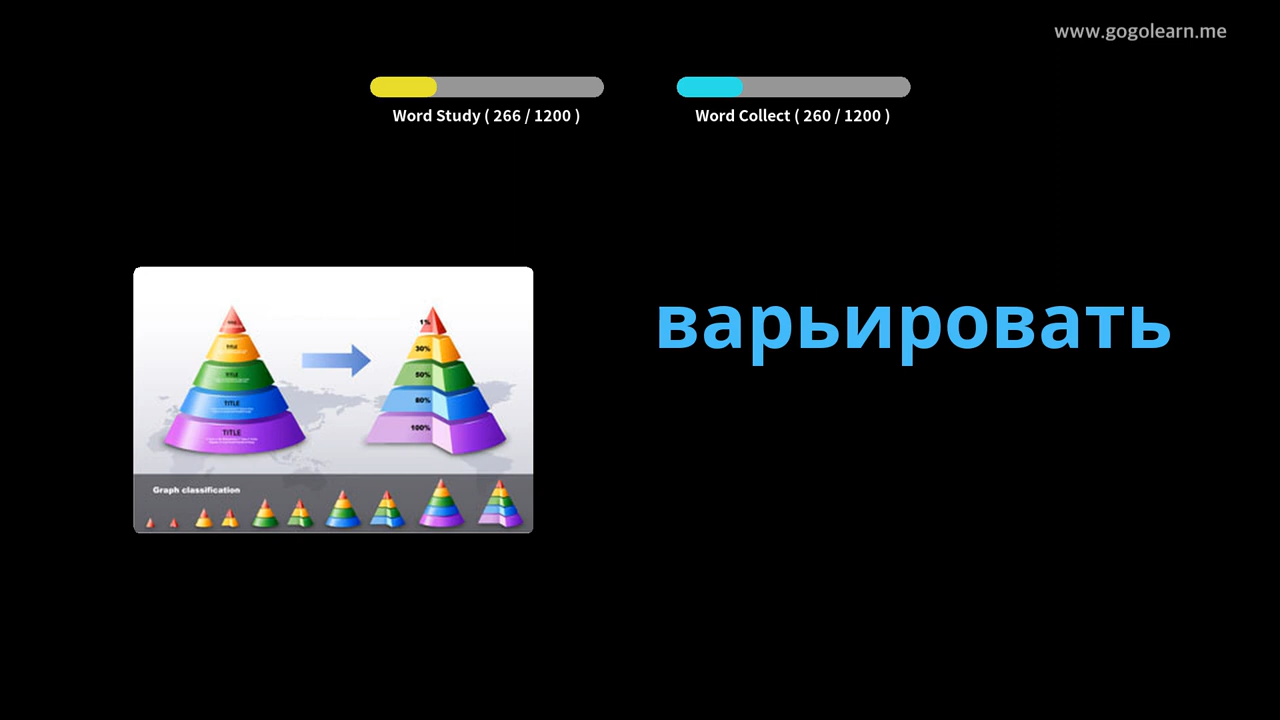 www.gogolearn.me
Word Study ( 266 / 1200 )
Word Collect ( 260 / 1200 )
варьировать
TITLE
TITLE
TITLE
TITLE
1%
30%
50%
80%
100%
Graph classification